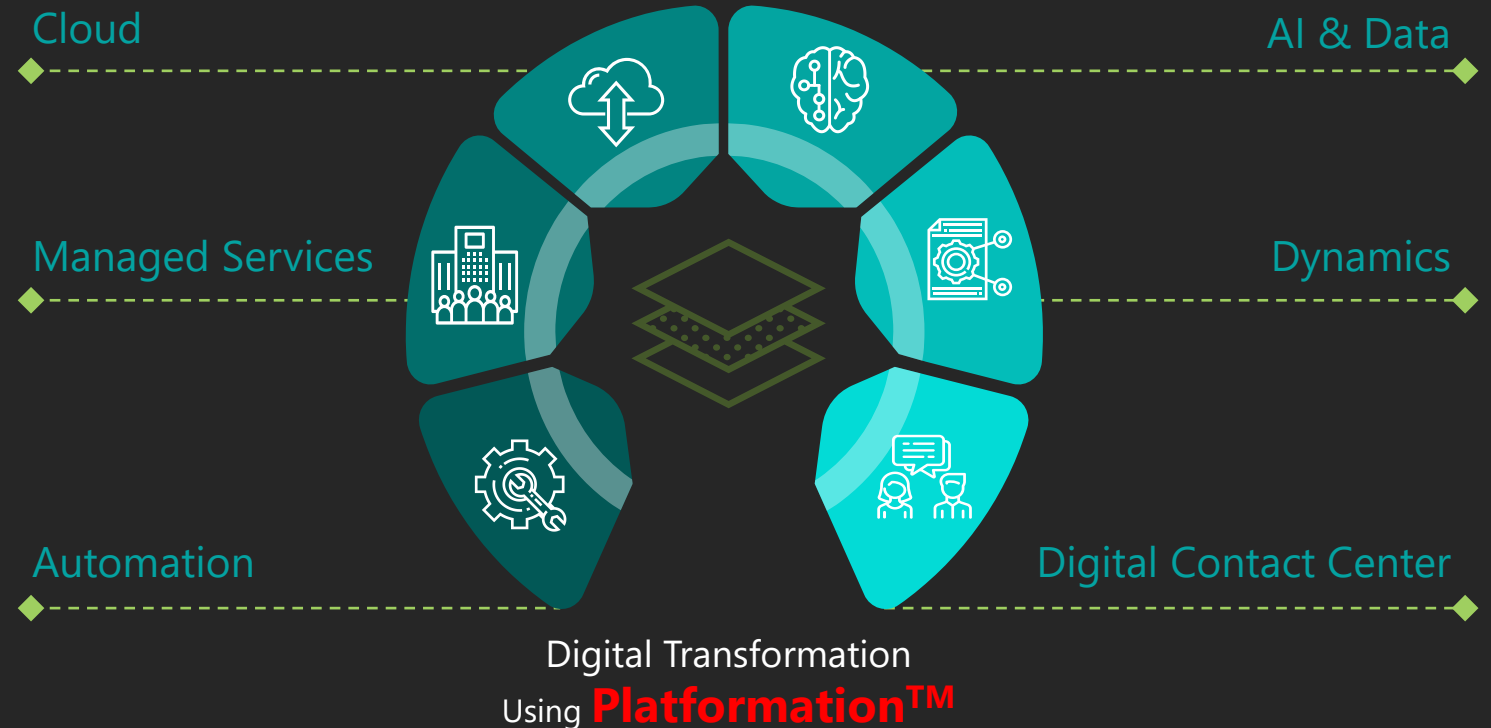 Cloud
AI & Data
Managed Services
Dynamics
Automation
Digital Contact Center
Digital Transformation
Using Platformation™